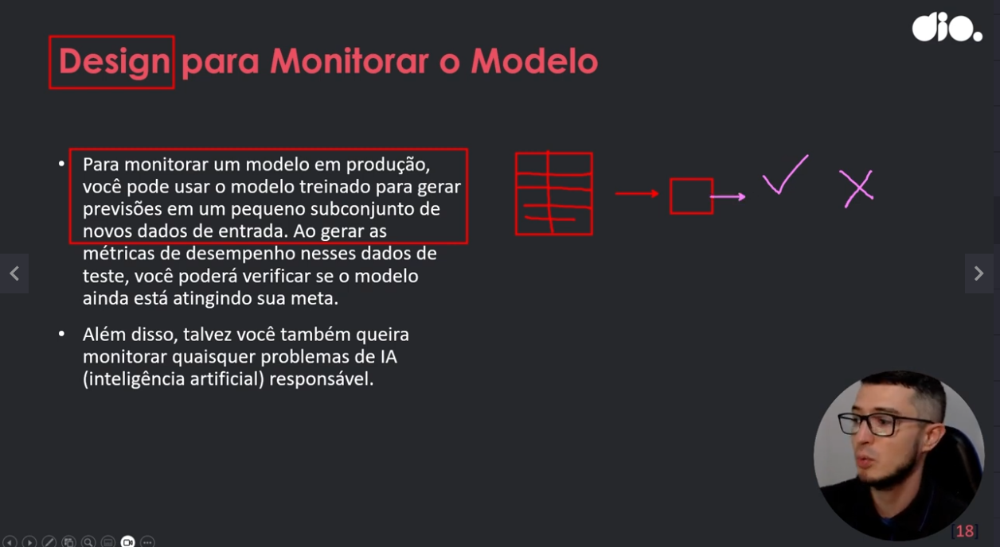 dio.
Design para Monitorar o Modelo
• Para monitorar um modelo em produção,
você pode usar o modelo treinado para gerar
previsões em um pequeno subconjunto de
novos dados de entrada. Ao gerar as
métricas de desempenho nesses dados de
teste, você poderá verificar se o modelo
ainda está atingindo sua meta.
• Além disso, talvez você também queira
monitorar quaisquer problemas de IA
(inteligência artificial) responsável.
[18]